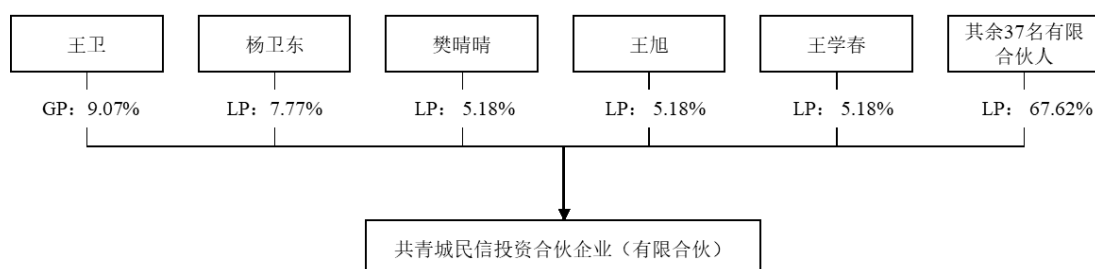 王卫
杨卫东
樊晴晴
王旭
王学春
其余37名有限
合伙人
GP：9.07%
LP：7.77%
LP： 5.18%
LP： 5.18%
LP： 5.18%
LP： 67.62%
共青城民信投资合伙企业（有限合伙）